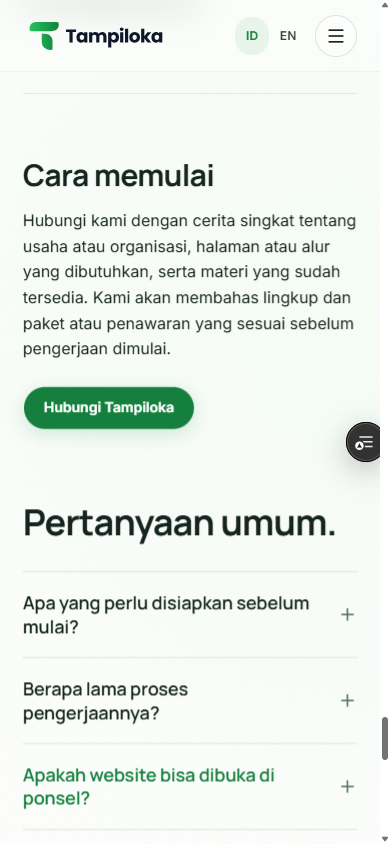 Tampiloka
ID
EN
Cara memulai
Hubungi kami dengan cerita singkat tentang
usaha atau organisasi, halaman atau alur
yang dibutuhkan, serta materi yang sudah
tersedia. Kami akan membahas lingkup dan
paket atau penawaran yang sesuai sebelum
pengerjaan dimulai.
Hubungi Tampiloka
Pertanyaan umum.
Apa yang perlu disiapkan sebelum
mulai?
Berapa lama proses
pengerjaannya?
Apakah website bisa dibuka di
ponsel?